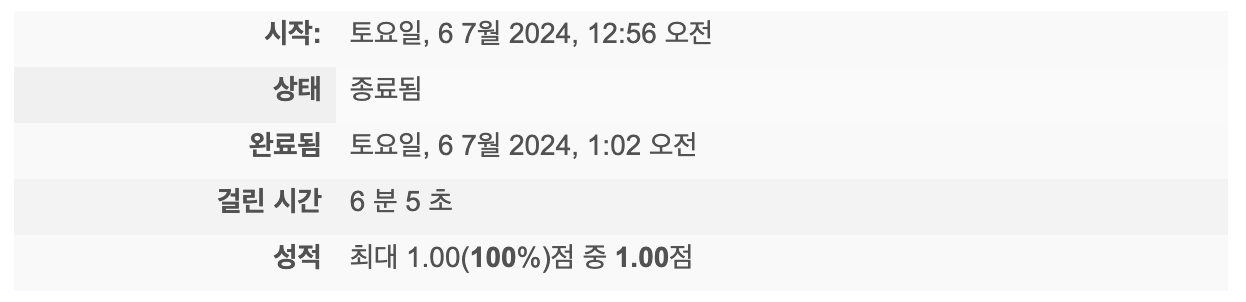 시작: 토요일, 6 7월 2024, 12:56 오전
상태 종료됨
완료됨 토요일, 6 7월 2024, 1:02 오전
걸린 시간 6 분 5 초
성적 최대 1.00(100%)점 중 1.00점